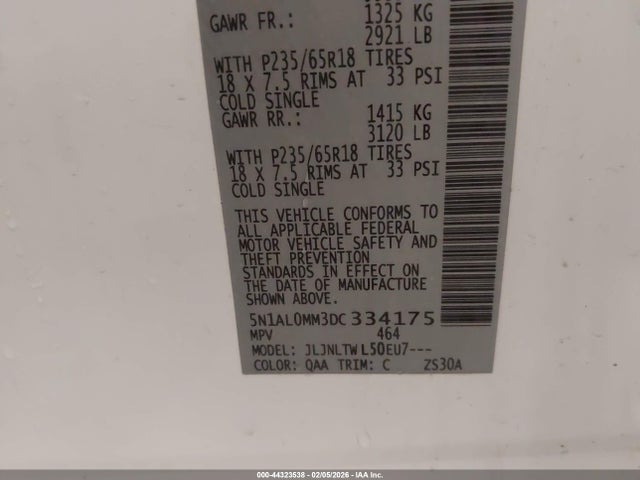 GAWR FR.: 1325 KG
2921 LB
WITH P235/65R18 TIRES
18 X 7.5 RIMS AT 33 PSI
COLD SINGLE
GAWR RR.: 1415 KG
3120 LB
WITH P235/65R18 TIRES
18 X 7.5 RIMS AT 33 PSI
COLD SINGLE
THIS VEHICLE CONFORMS TO
ALL APPLICABLE FEDERAL
MOTOR VEHICLE SAFETY AND
THEFT PREVENTION
STANDARDS IN EFFECT ON
THE DATE OF MANUFACTURE
SHOWN ABOVE.
5N1AL0MM3DC334175
MPV 464
MODEL: JLJNLTWL50EU7---
COLOR: QAA TRIM: C ZS30A
000-44323538 - 02/05/2026 - IAA Inc.